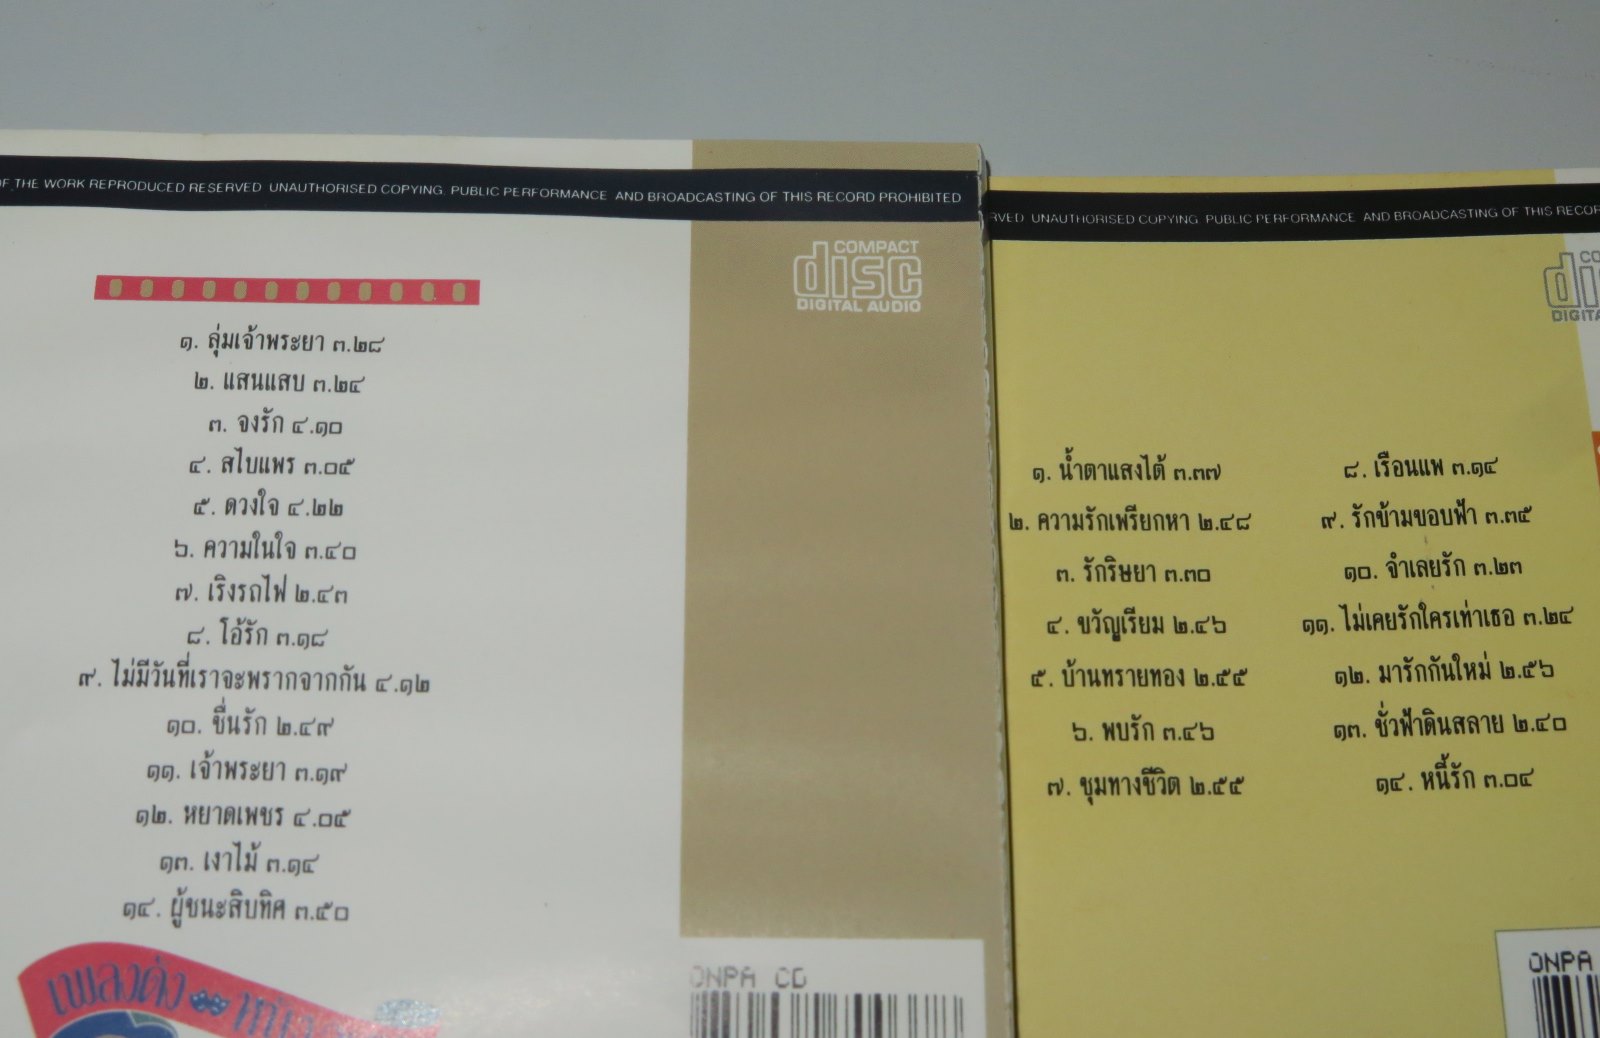 OF THE WORK REPRODUCED RESERVED UNAUTHORISED COPYING. PUBLIC PERFORMANCE AND BROADCASTING OF THIS RECORD PROHIBITED
COMPACT
disc
DIGITAL AUDIO
๑. ลุ่มเจ้าพระยา ๓.๒๘
๒. แสนแสบ ๓.๒๔
๓. จงรัก ๔.๑๐
๔. สไบแพร ๓.๐๕
๕. ดวงใจ ๔.๒๒
๖. ความในใจ ๓.๔๐
๗. เริงรถไฟ ๒.๔๓
๘. โอ้รัก ๓.๑๘
๙. ไม่มีวันที่เราจะพรากจากกัน ๔.๑๒
๑๐. ชื่นรัก ๒.๔๙
๑๑. เจ้าพระยา ๓.๑๙
๑๒. หยาดเพชร ๔.๐๕
๑๓. เงาไม้ ๓.๑๔
๑๔. ผู้ชนะสิบทิศ ๓.๕๐
เพลงดัง
ONPA CD
UNAUTHORISED COPYING. PUBLIC PERFORMANCE AND BROADCASTING OF THIS
๑. น้ำตาแสงไต้ ๓.๓๗
๒. ความรักเพรียกหา ๒.๔๘
๓. รักริษยา ๓.๓๐
๔. ขวัญเรียม ๒.๔๖
๕. บ้านทรายทอง ๒.๕๕
๖. พบรัก ๓.๔๖
๗. ชุมทางชีวิต ๒.๕๕
๘. เรือนแพ ๓.๑๔
๙. รักข้ามขอบฟ้า ๓.๓๕
๑๐. จำเลยรัก ๓.๒๓
๑๑. ไม่เคยรักใครเท่าเธอ ๓.๒๔
๑๒. มารักกันใหม่ ๒.๕๖
๑๓. ชั่วฟ้าดินสลาย ๒.๔๐
๑๔. หนี้รัก ๓.๐๔
ONPA